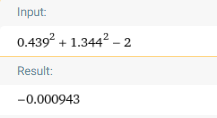 Input:
0.439² + 1.344² − 2
Result:
−0.000943